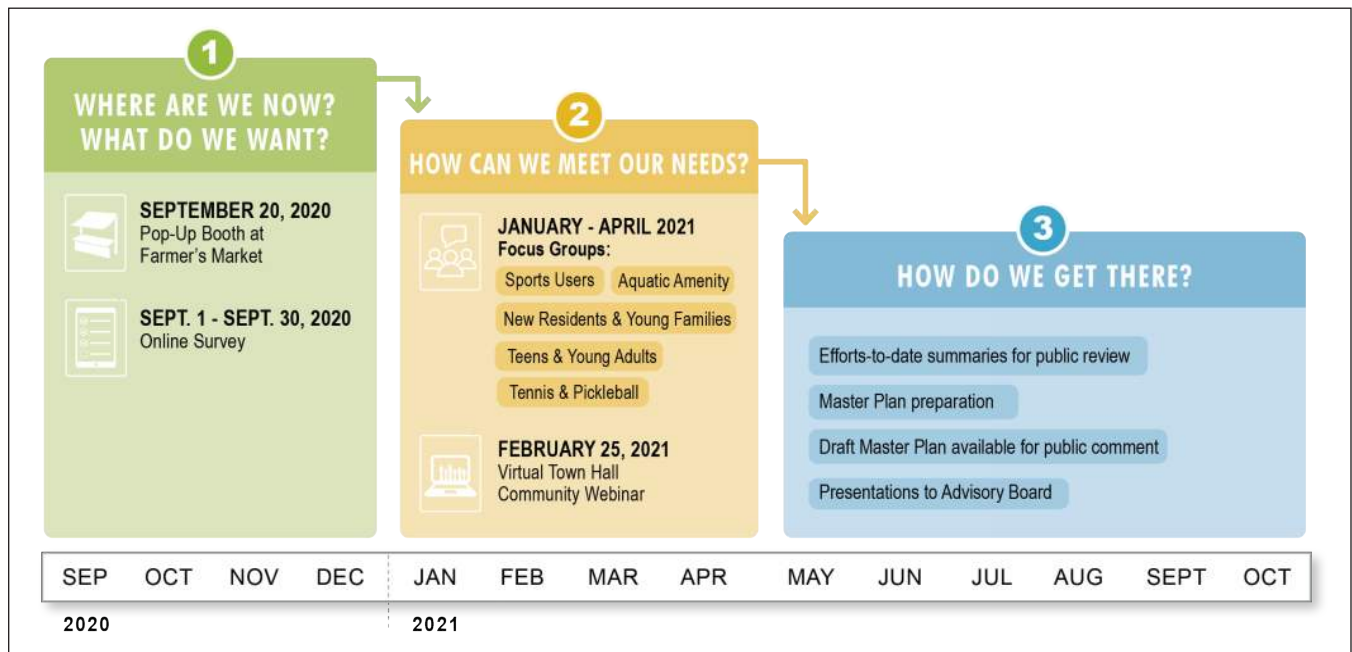 1
WHERE ARE WE NOW?
WHAT DO WE WANT?
SEPTEMBER 20, 2020
Pop-Up Booth at
Farmer's Market
SEPT. 1 - SEPT. 30, 2020
Online Survey
2
HOW CAN WE MEET OUR NEEDS?
JANUARY - APRIL 2021
Focus Groups:
Sports Users Aquatic Amenity
New Residents & Young Families
Teens & Young Adults
Tennis & Pickleball
FEBRUARY 25, 2021
Virtual Town Hall
Community Webinar
3
HOW DO WE GET THERE?
Efforts-to-date summaries for public review
Master Plan preparation
Draft Master Plan available for public comment
Presentations to Advisory Board
SEP OCT NOV DEC JAN FEB MAR APR MAY JUN JUL AUG SEPT OCT
2020 2021